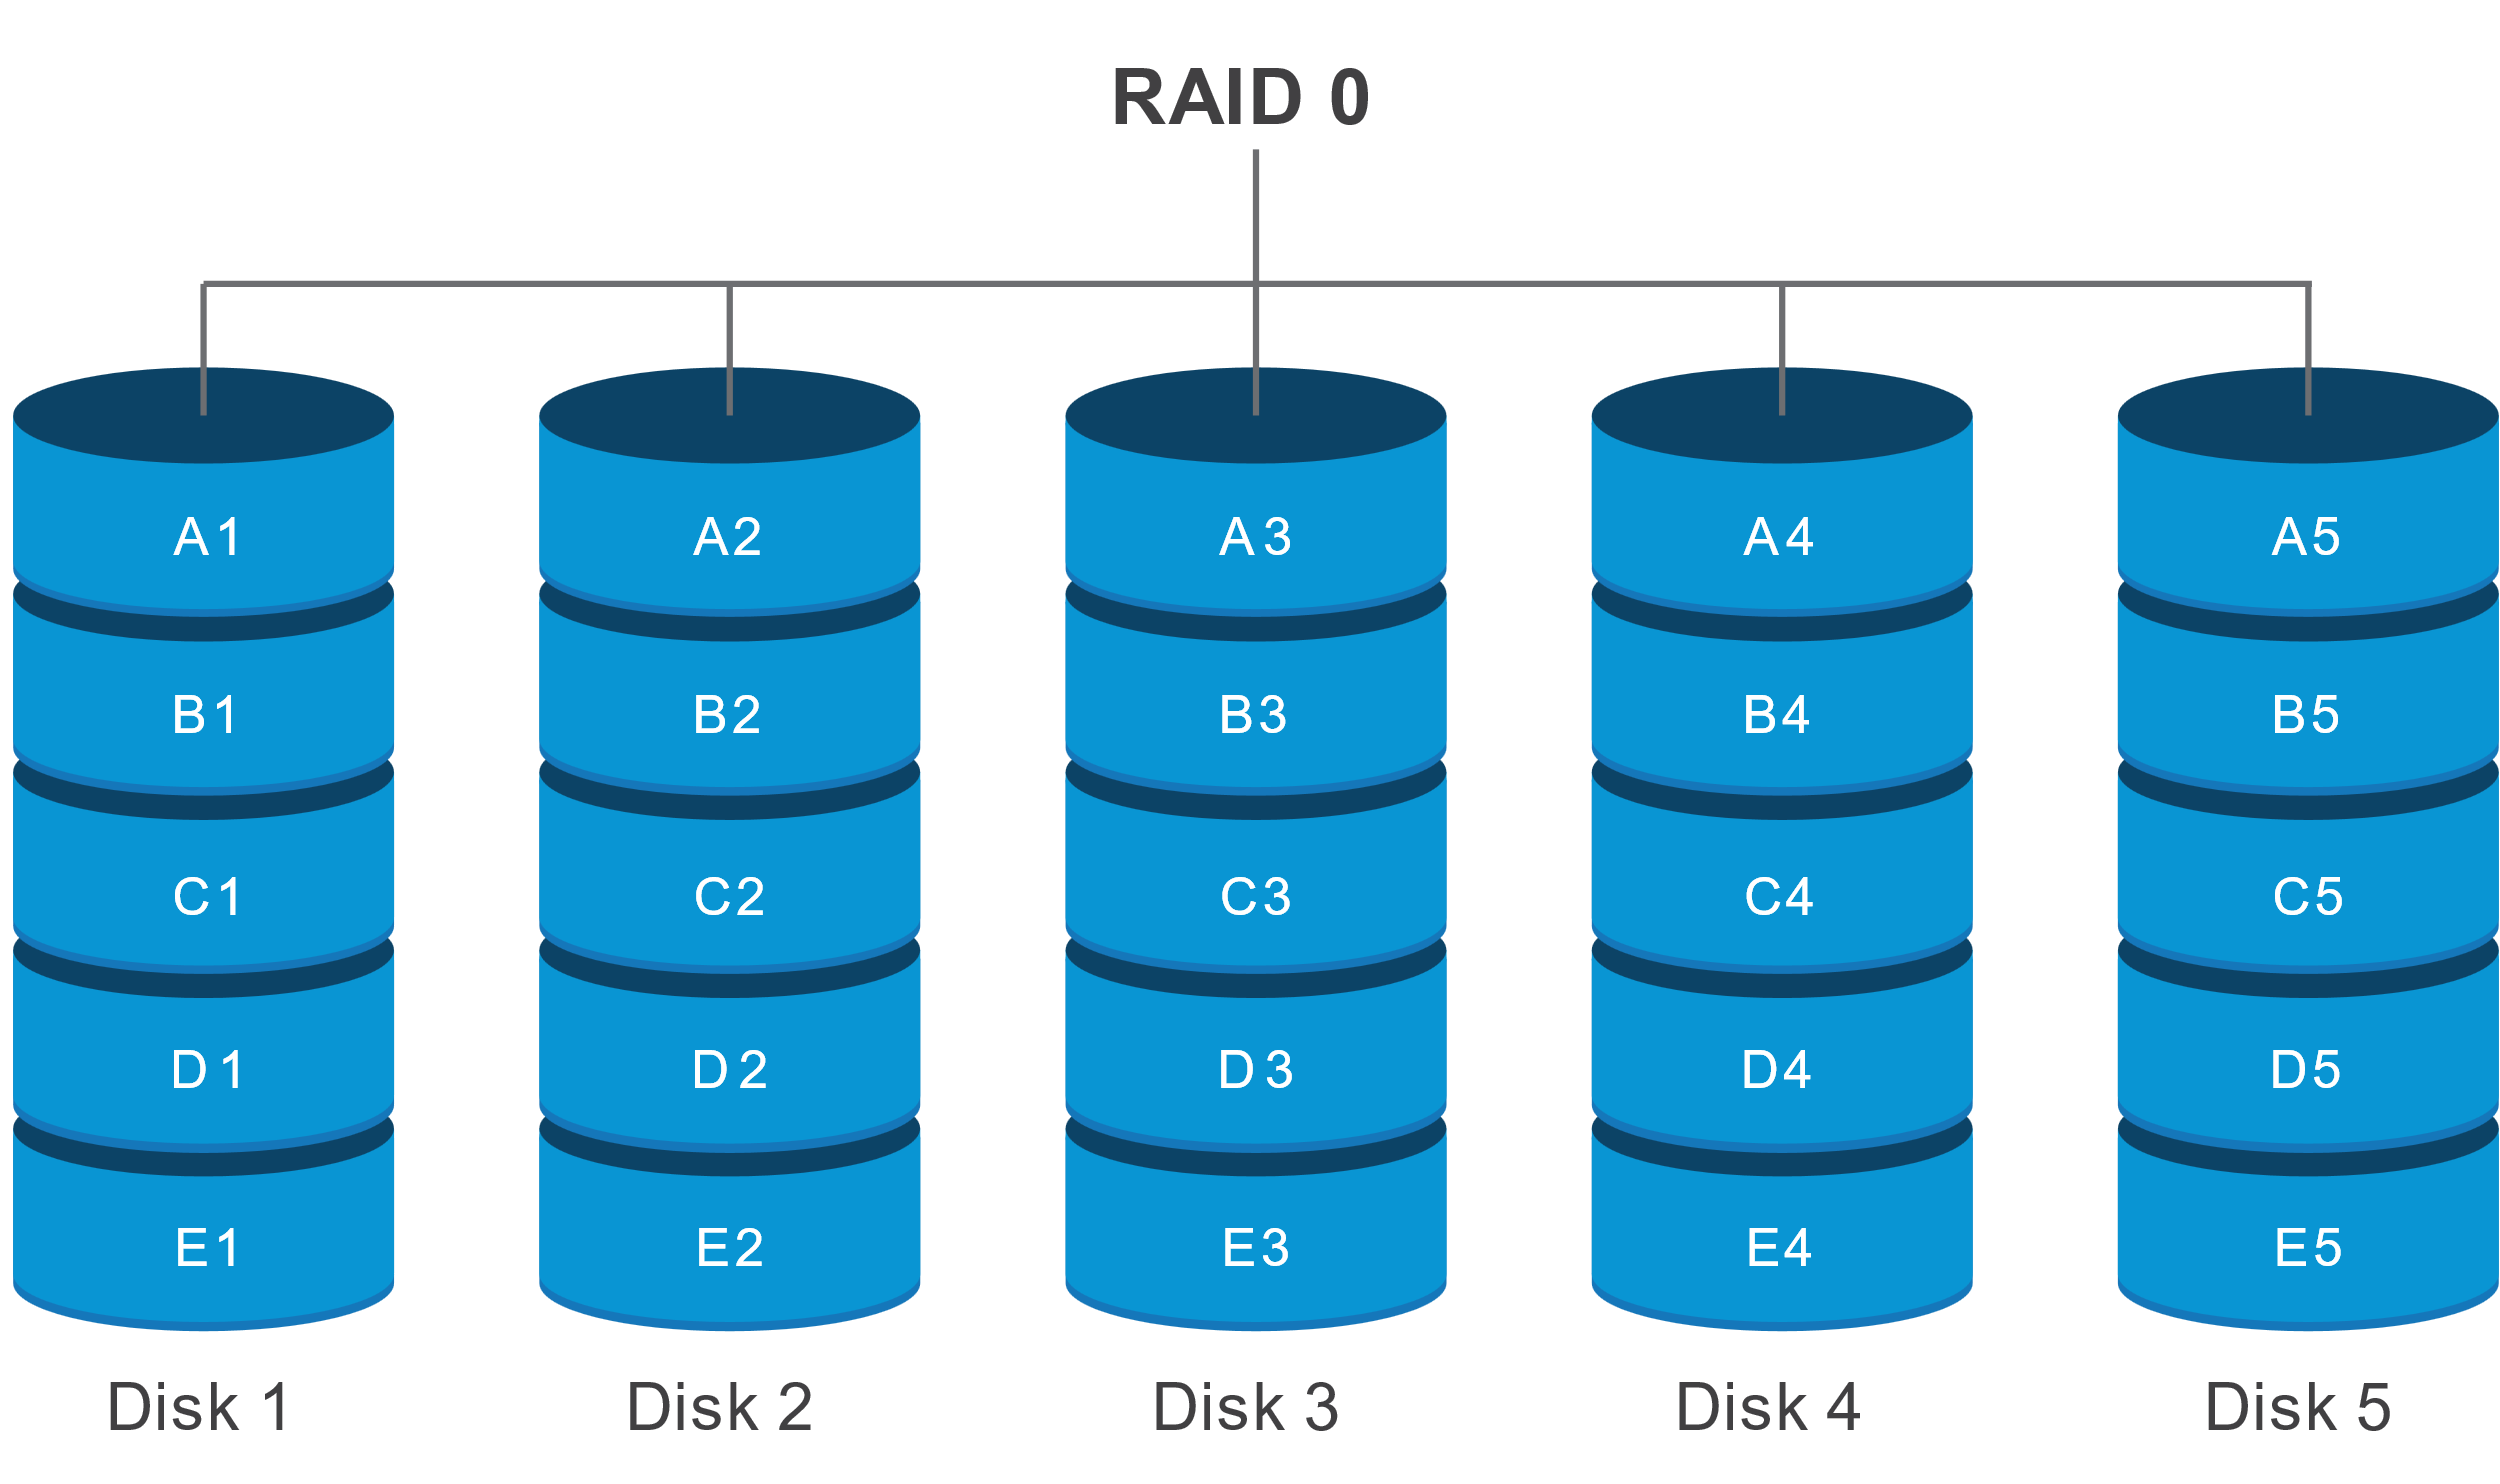 RAID 0
A1 A2 A3 A4 A5
B1 B2 B3 B4 B5
C1 C2 C3 C4 C5
D1 D2 D3 D4 D5
E1 E2 E3 E4 E5
Disk 1 Disk 2 Disk 3 Disk 4 Disk 5